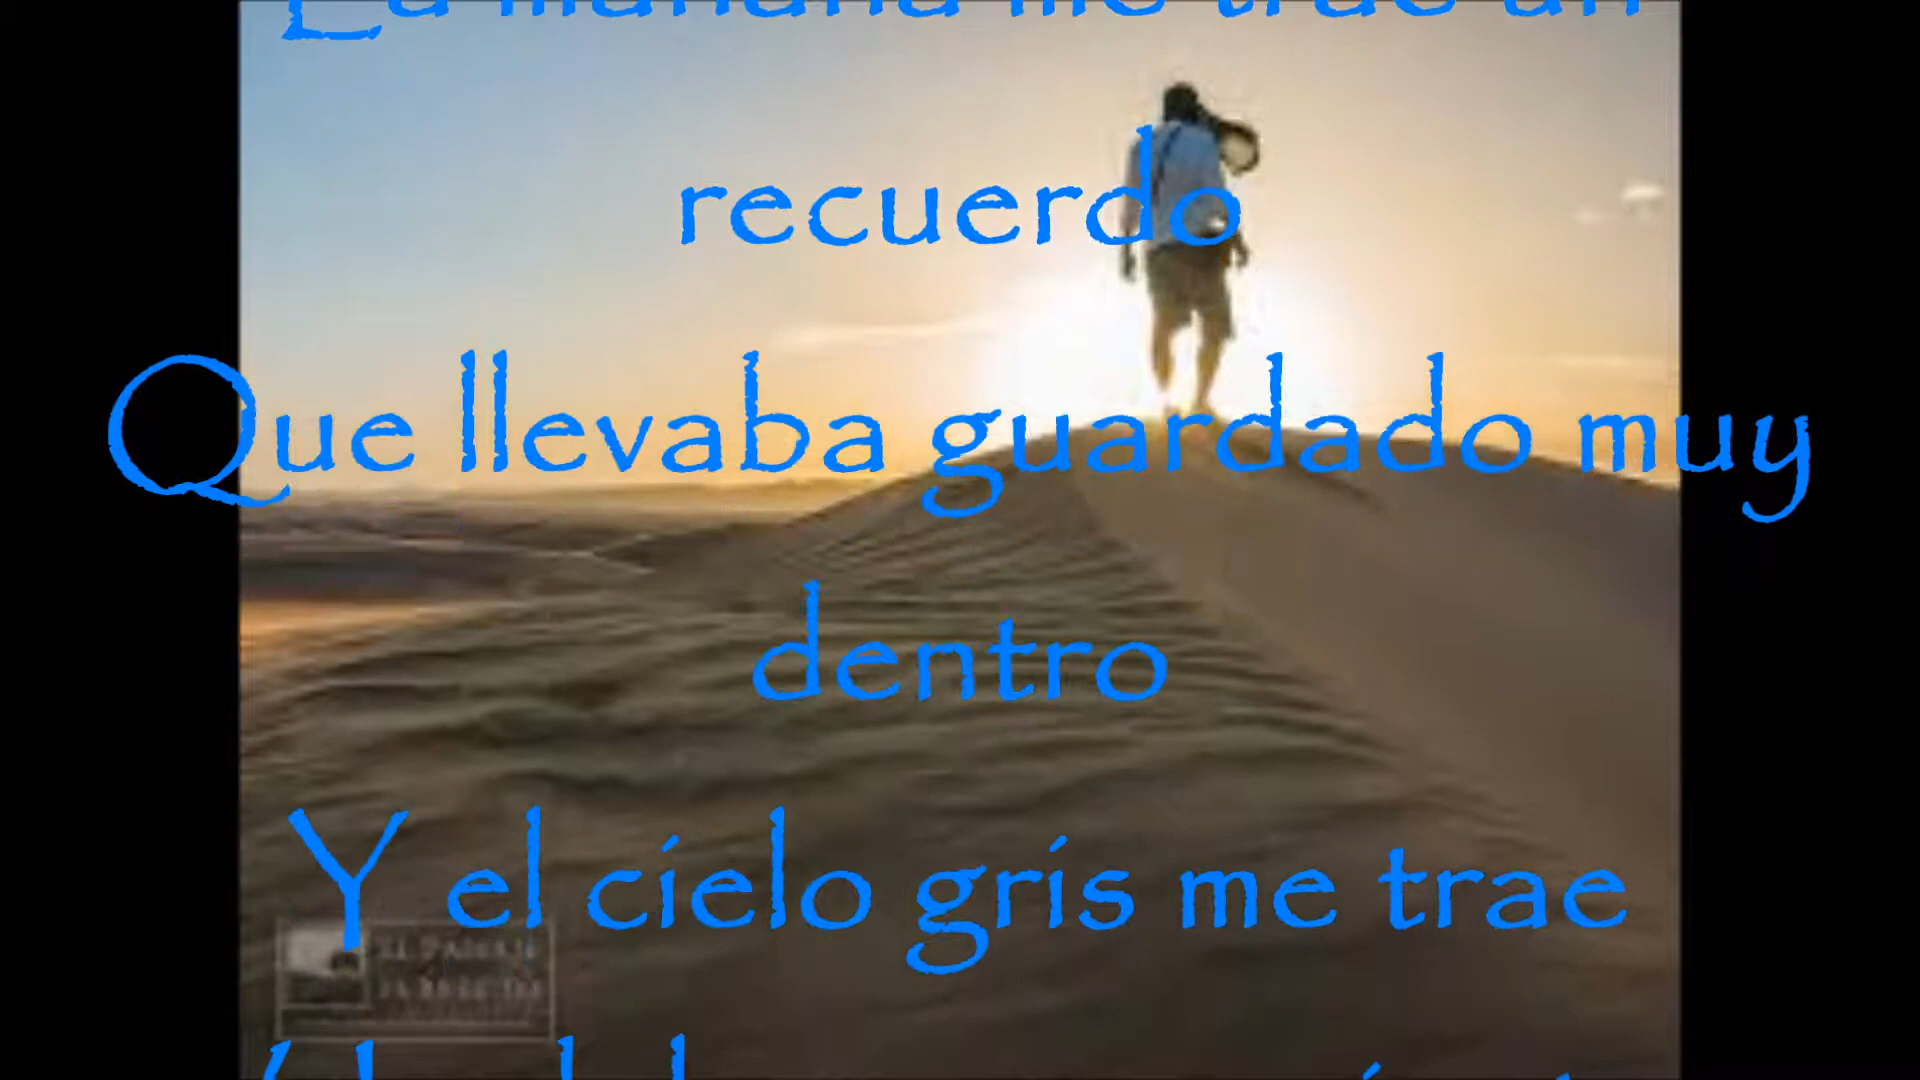 La mañana me trae un
recuerdo
Que llevaba guardado muy
dentro
Y el cielo gris me trae